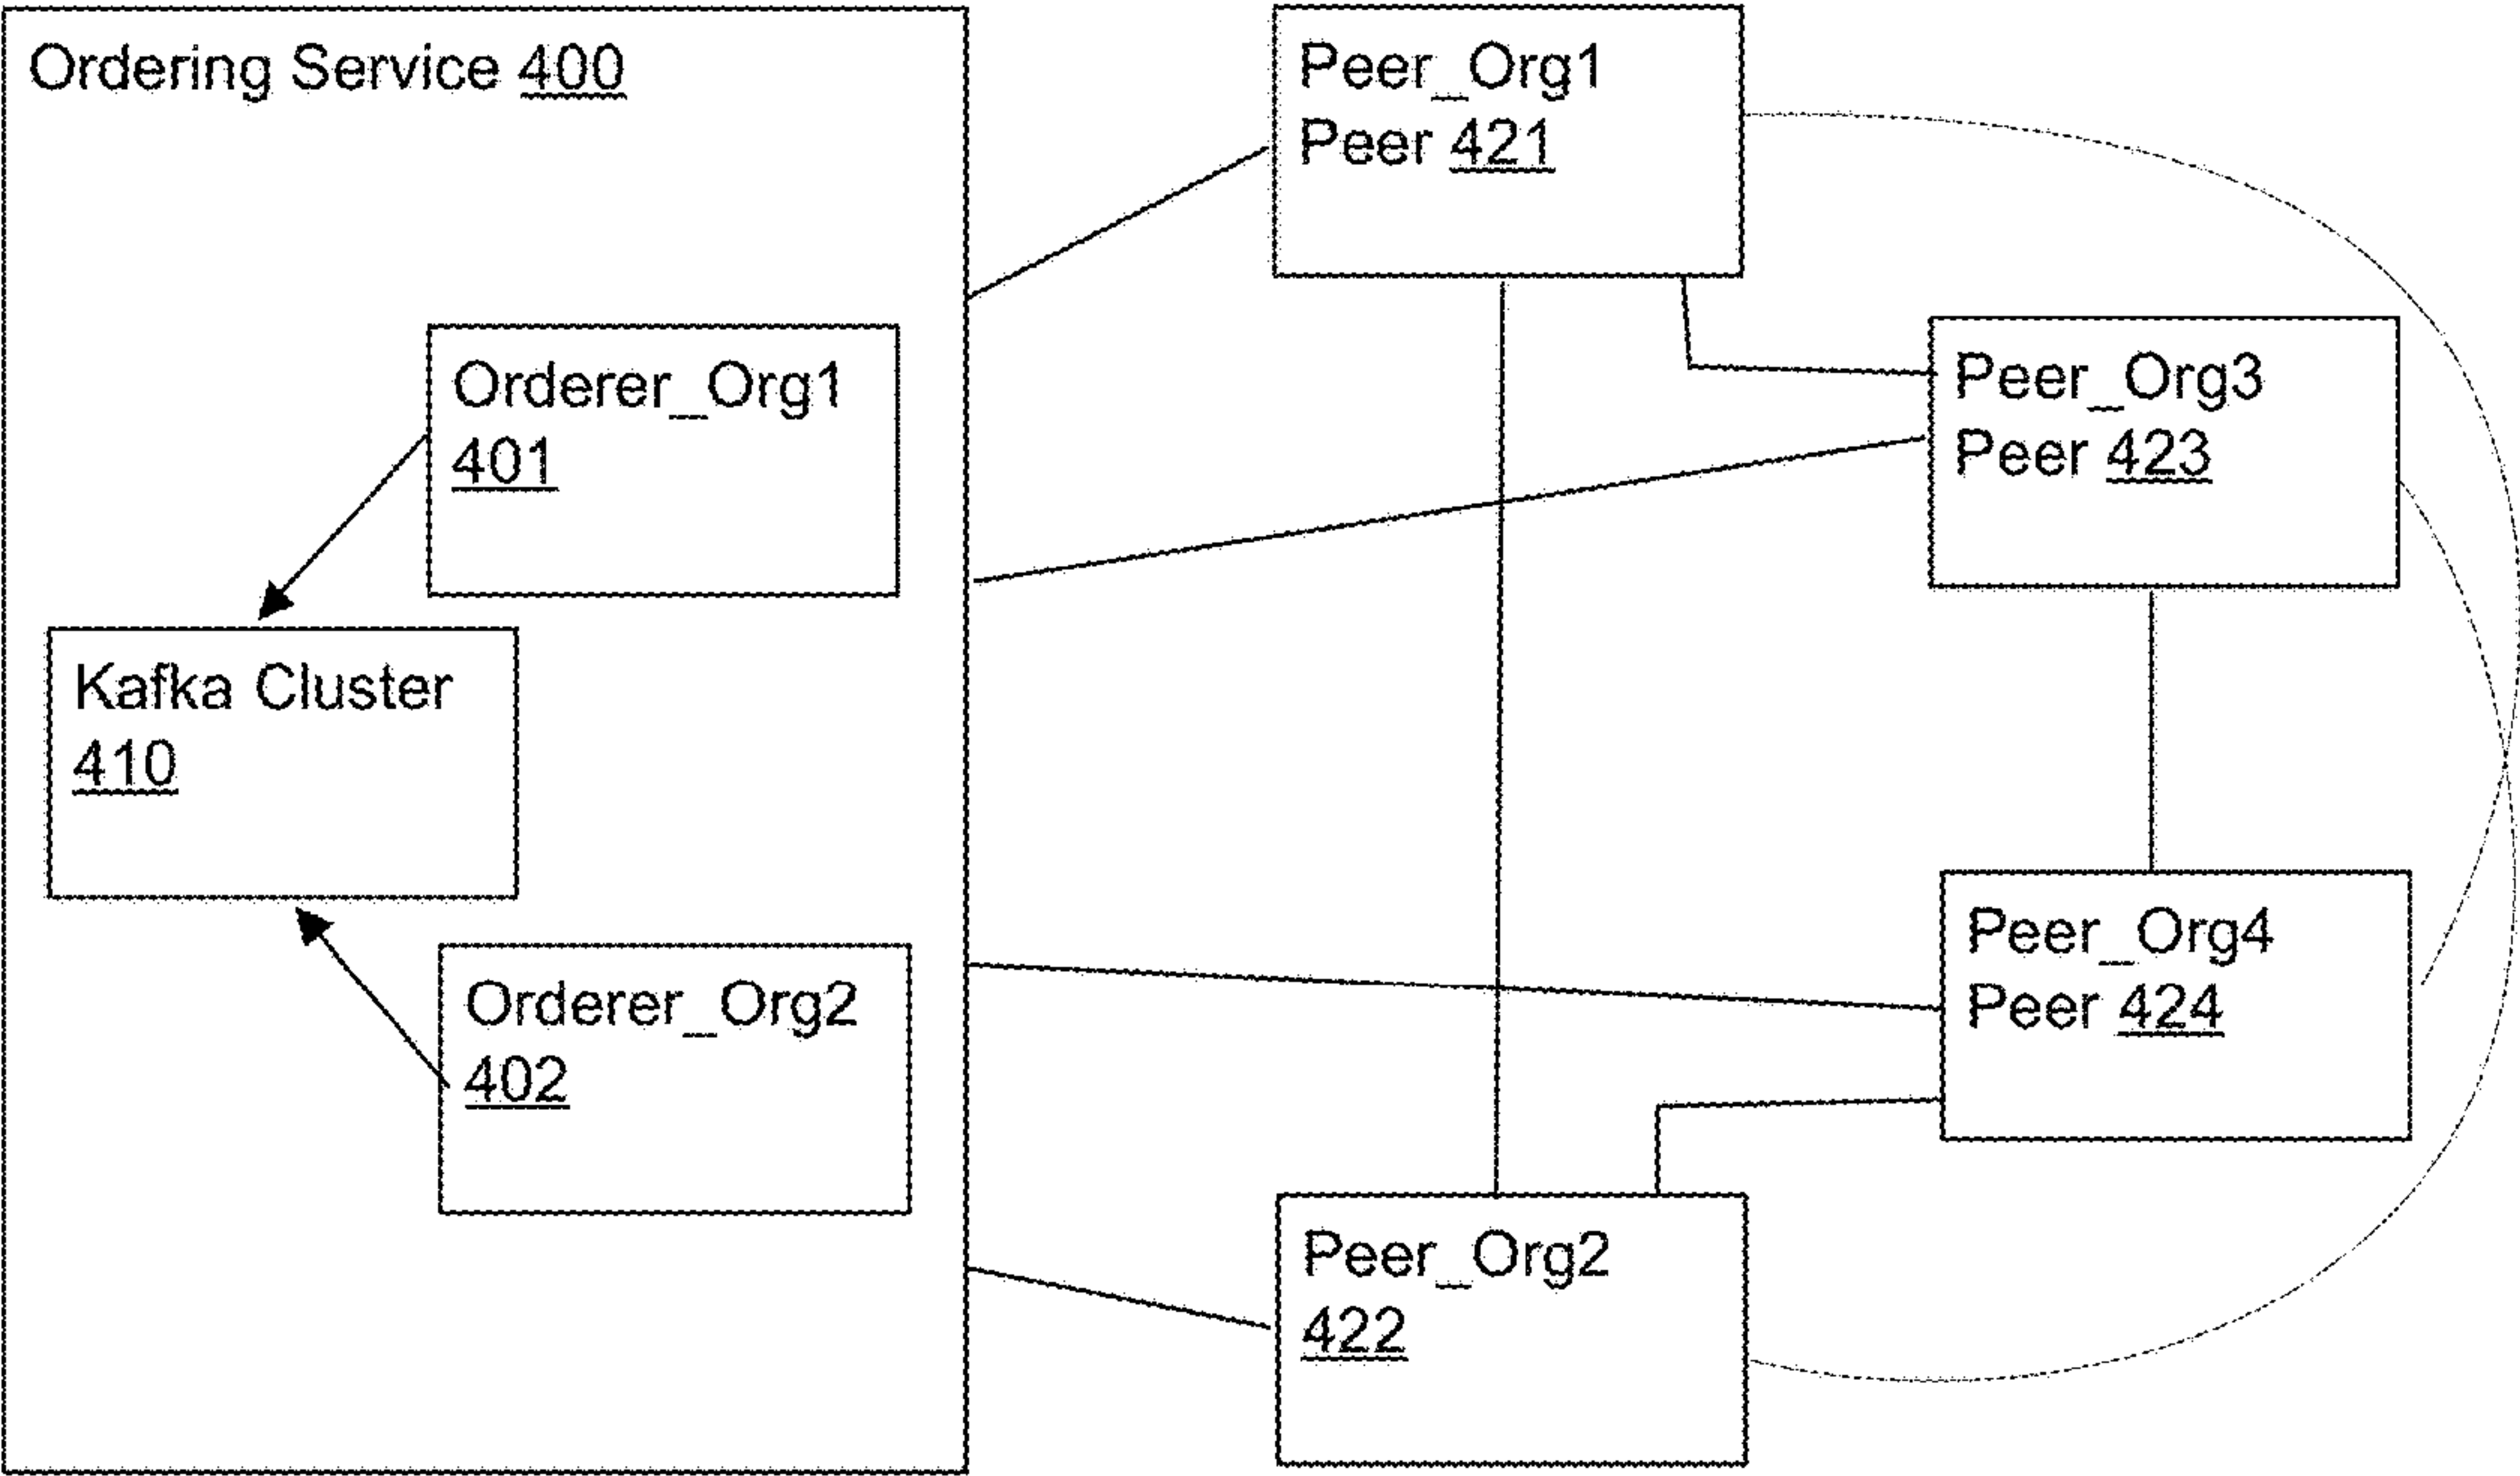 Ordering Service 400
Orderer_Org1
401
Kafka Cluster
410
Orderer_Org2
402
Peer_Org1
Peer 421
Peer_Org3
Peer 423
Peer_Org4
Peer 424
Peer_Org2
422